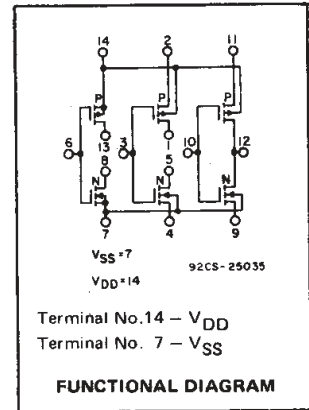 14 2 11
P P P
6 13 3 1 10 12
8 5
N N N
7 4 9
VSS=7
92CS-25035
VDD=14
Terminal No.14 – VDD
Terminal No. 7 – VSS
FUNCTIONAL DIAGRAM